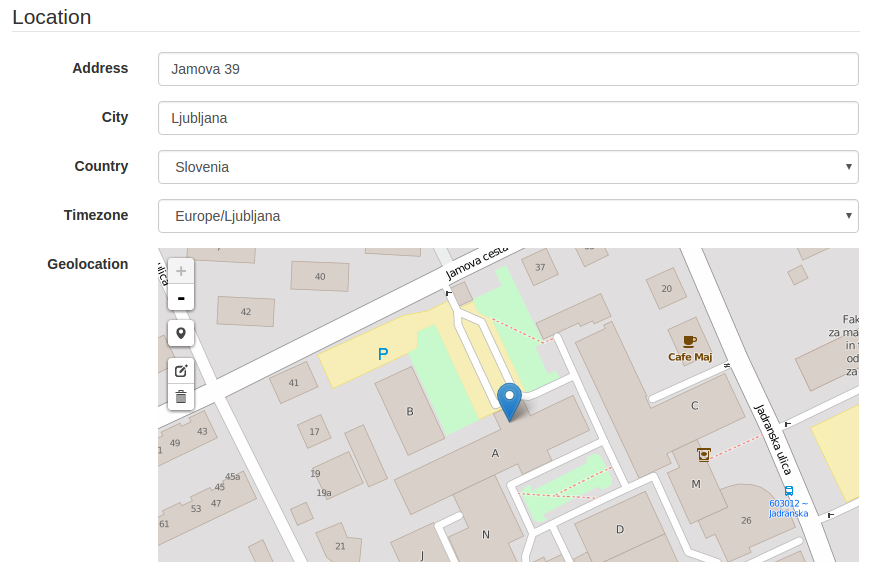 Location
Address
Jamova 39
City
Ljubljana
Country
Slovenia
Timezone
Europe/Ljubljana
Geolocation
+
-
Jamova cesta
ulica
40
42
37
20
P
Cafe Maj
Fak
za ma
in
od
za
41
B
C
Jadranska ulica
43
49
17
A
19
19a
45a
45
47
53
61
M
603012 ~
Jadranska
26
N
D
J
21